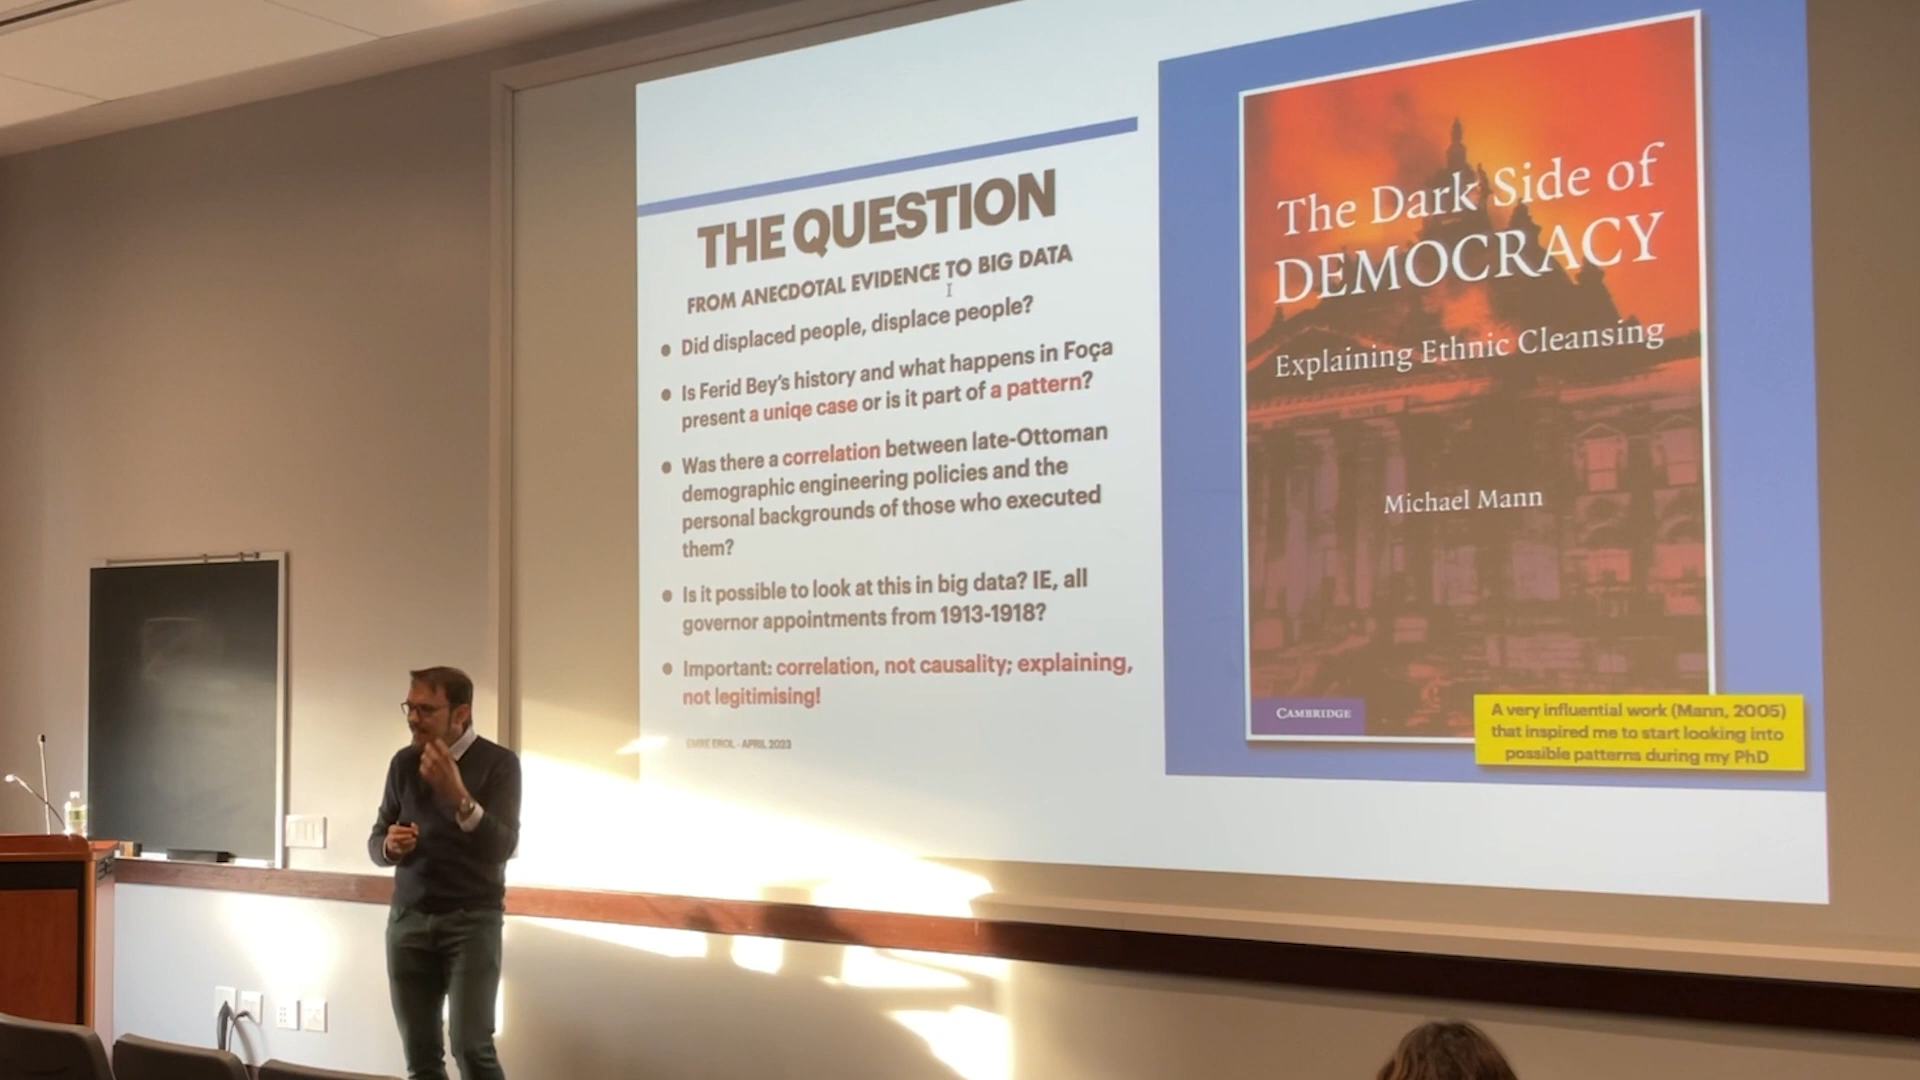 THE QUESTION
FROM ANECDOTAL EVIDENCE TO BIG DATA
● Did displaced people, displace people?
● Is Ferid Bey's history and what happens in Foça
present a uniqe case or is it part of a pattern?
● Was there a correlation between late-Ottoman
demographic engineering policies and the
personal backgrounds of those who executed
them?
● Is it possible to look at this in big data? IE, all
governor appointments from 1913-1918?
● Important: correlation, not causality; explaining,
not legitimising!
EMRE EROL - APRIL 2023
The Dark Side of
DEMOCRACY
Explaining Ethnic Cleansing
Michael Mann
CAMBRIDGE
A very influential work (Mann, 2005)
that inspired me to start looking into
possible patterns during my PhD